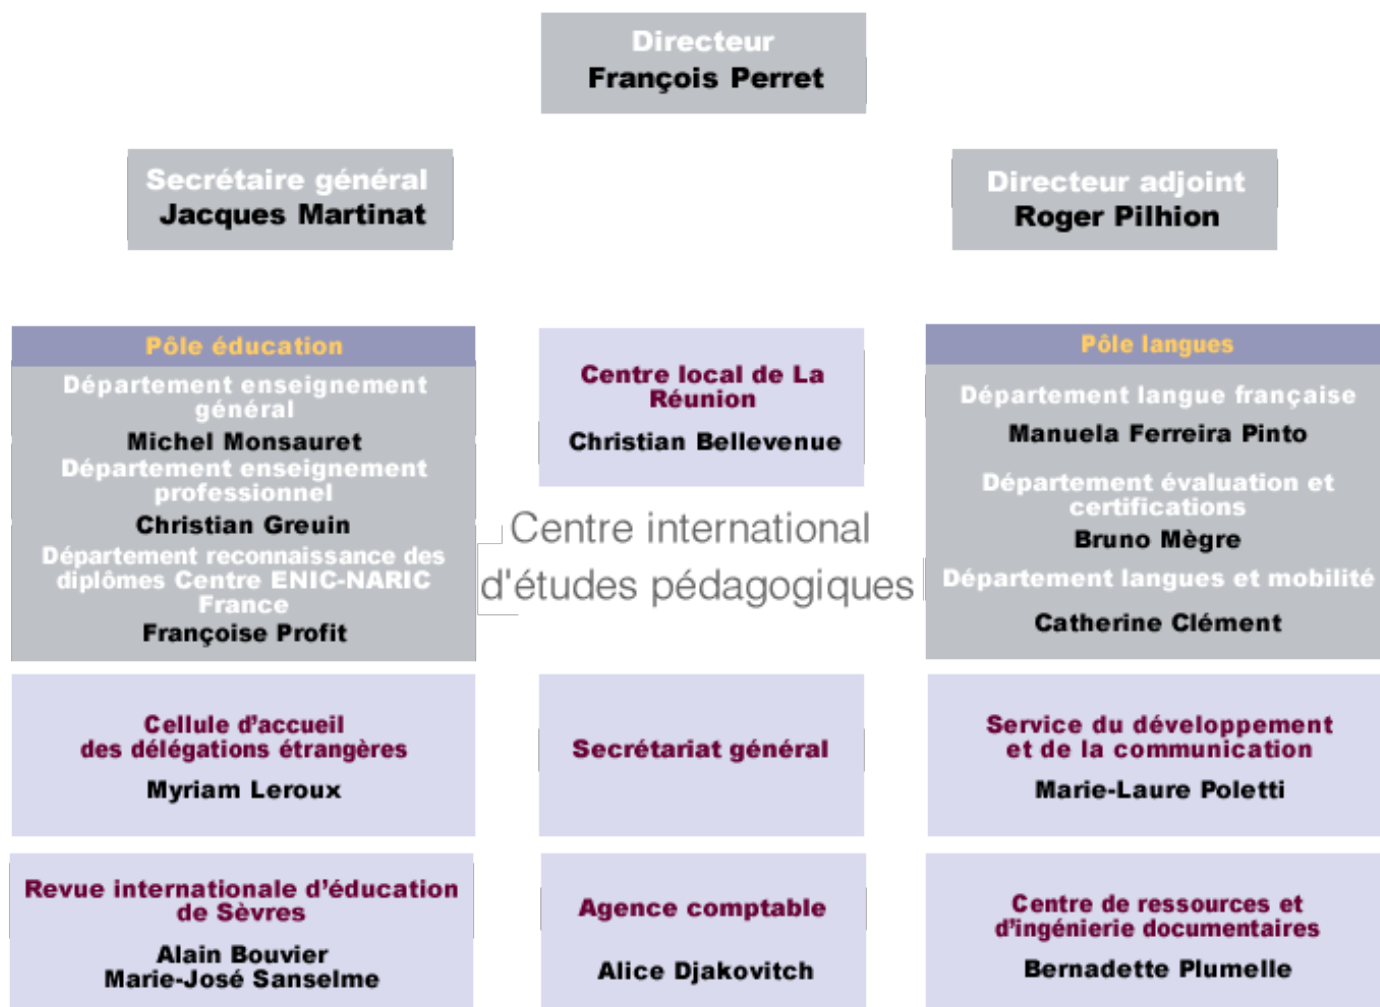 Directeur
François Perret
Secrétaire général
Jacques Martinat
Directeur adjoint
Roger Pilhion
Pôle éducation
Département enseignement
général
Michel Monsauret
Département enseignement
professionnel
Christian Greuin
Département reconnaissance des
diplômes Centre ENIC-NARIC
France
Françoise Profit
Centre local de La
Réunion
Christian Bellevenue
Centre international
d'études pédagogiques
Pôle langues
Département langue française
Manuela Ferreira Pinto
Département évaluation et
certifications
Bruno Mègre
Département langues et mobilité
Catherine Clément
Cellule d'accueil
des délégations étrangères
Myriam Leroux
Secrétariat général
Service du développement
et de la communication
Marie-Laure Poletti
Revue internationale d'éducation
de Sèvres
Alain Bouvier
Marie-José Sanselme
Agence comptable
Alice Djakovitch
Centre de ressources et
d'ingénierie documentaires
Bernadette Plumelle